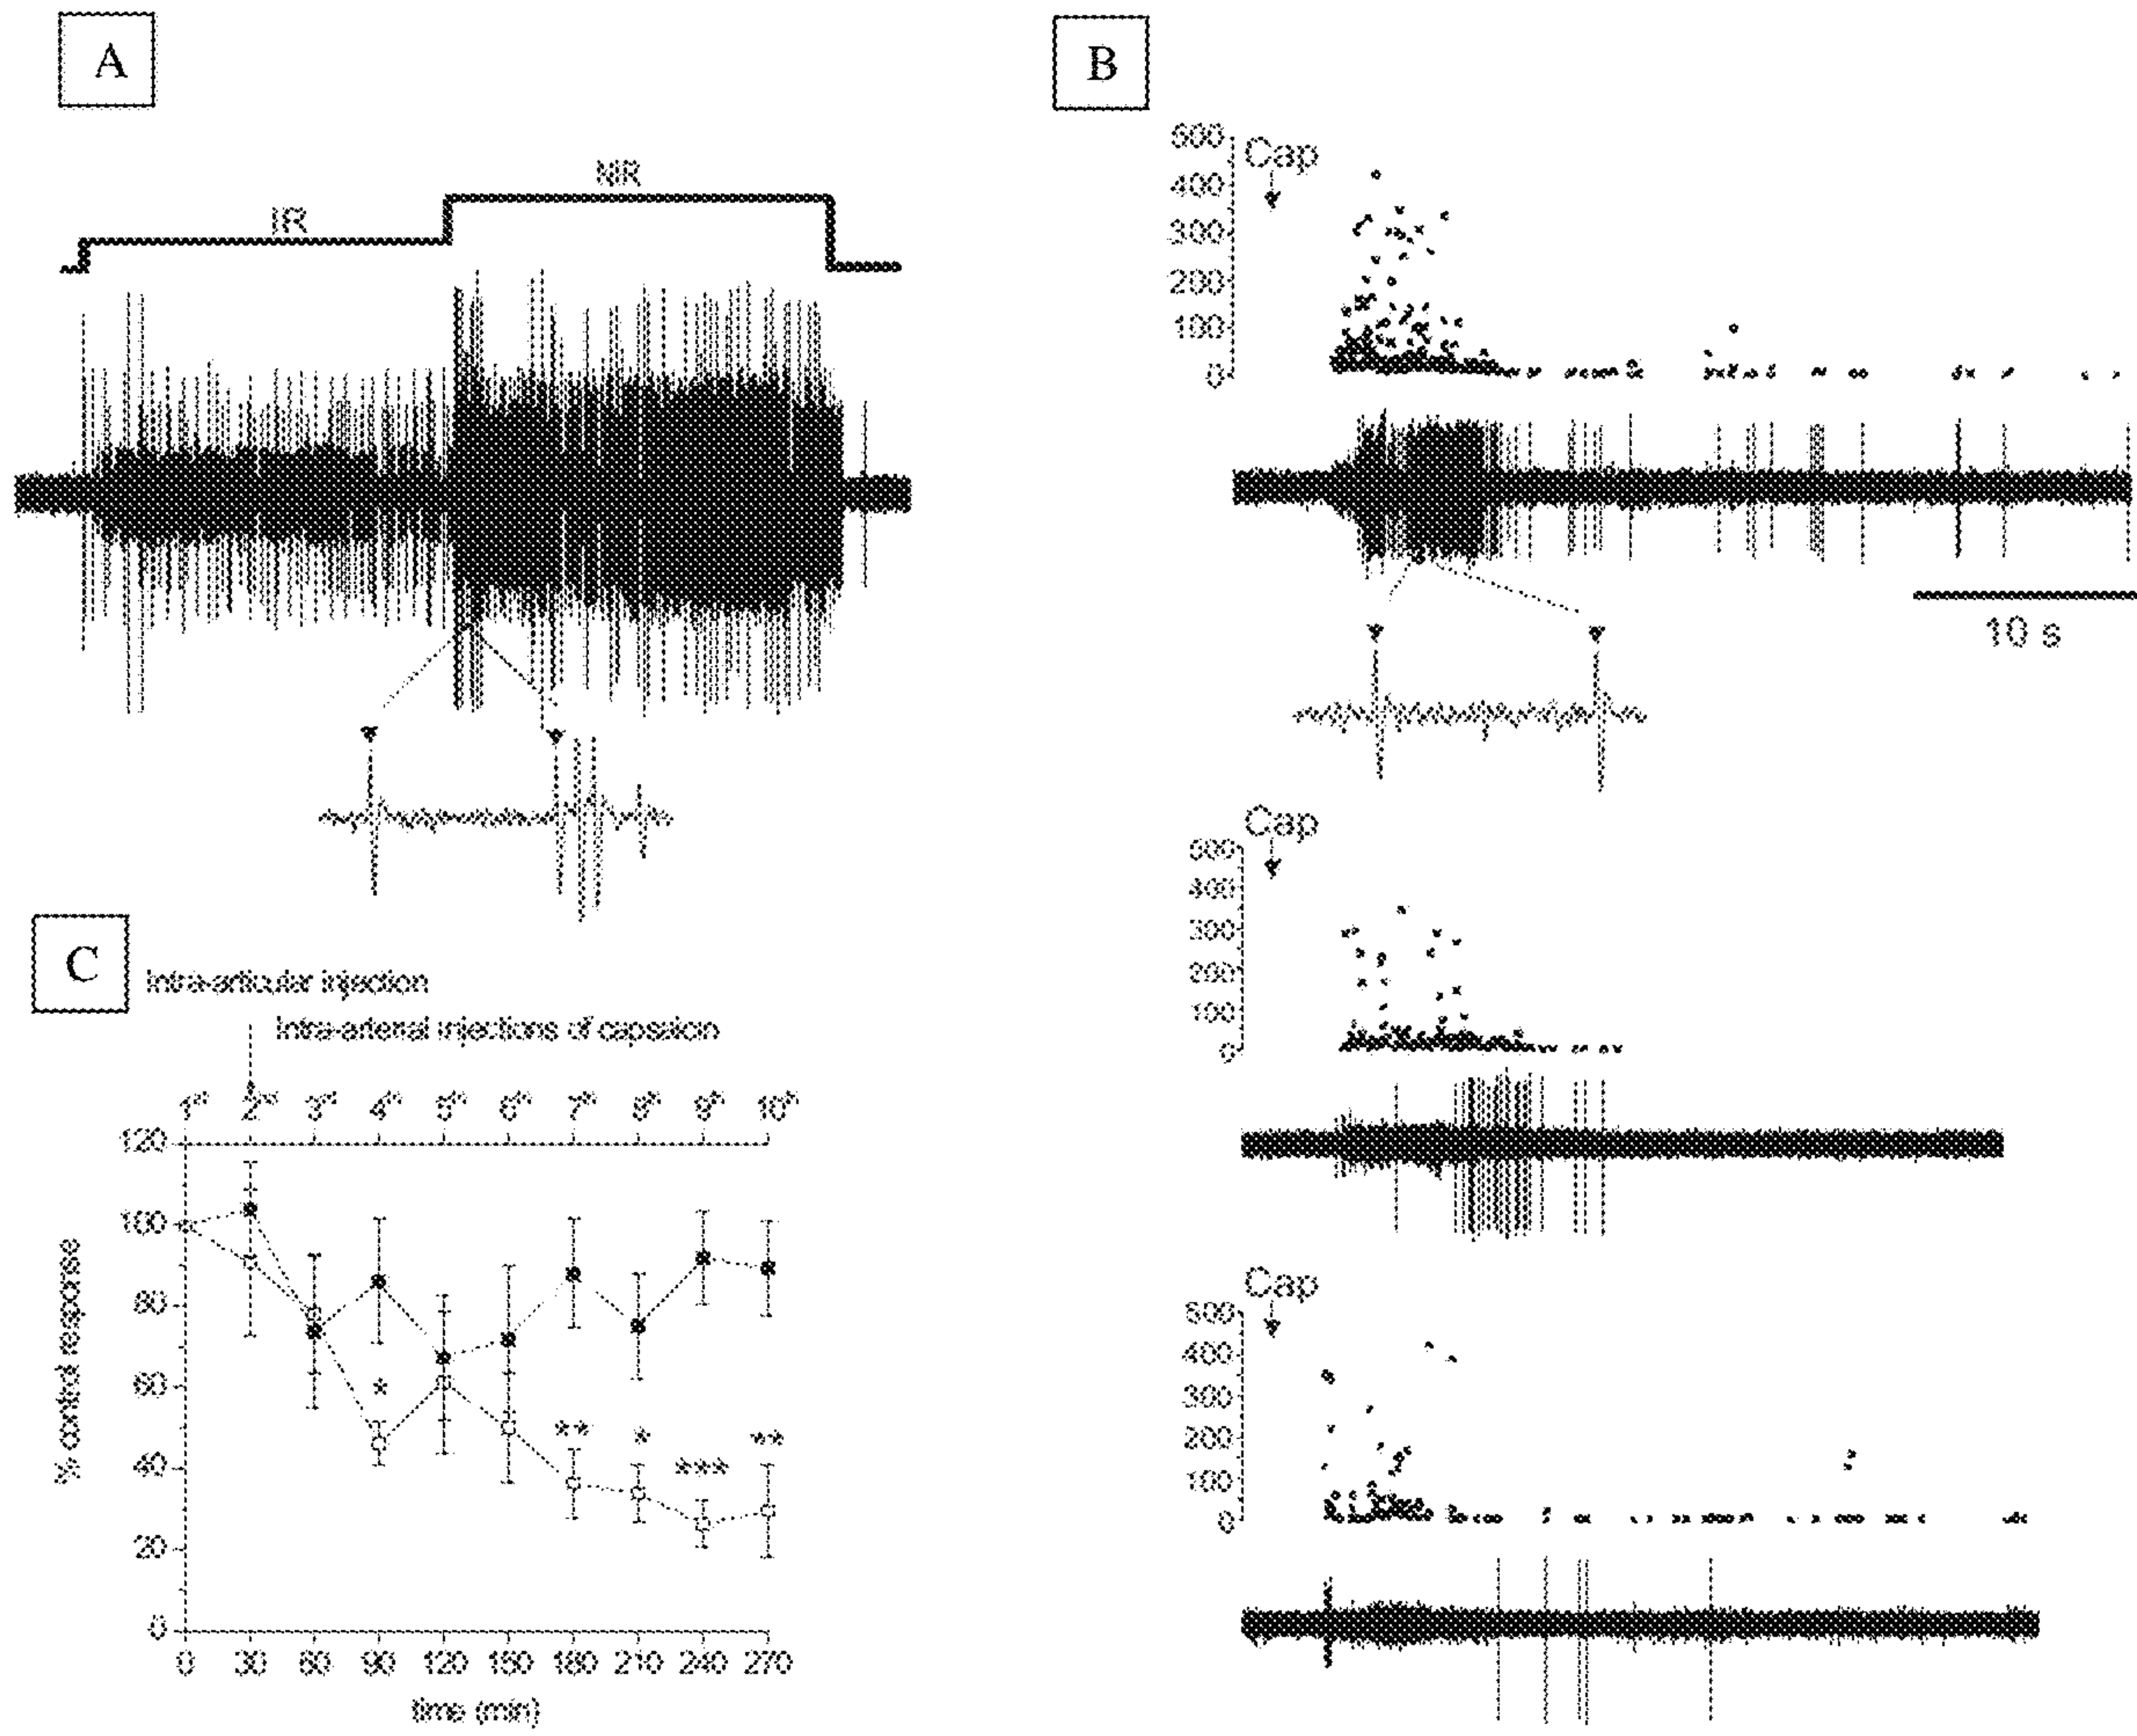 A
NIR
IR
C
Intra-articular injection
Intra-arterial injections of capsaicin
1st 2nd 3rd 4th 5th 6th 7th 8th 9th 10th
120
100
80
60
40
20
0
% control response
*
**
*
***
**
0 30 60 90 120 150 180 210 240 270
time (min)
B
500
400
300
200
100
0
Cap
10 s
Cap
500
400
300
200
100
0
Cap
500
400
300
200
100
0